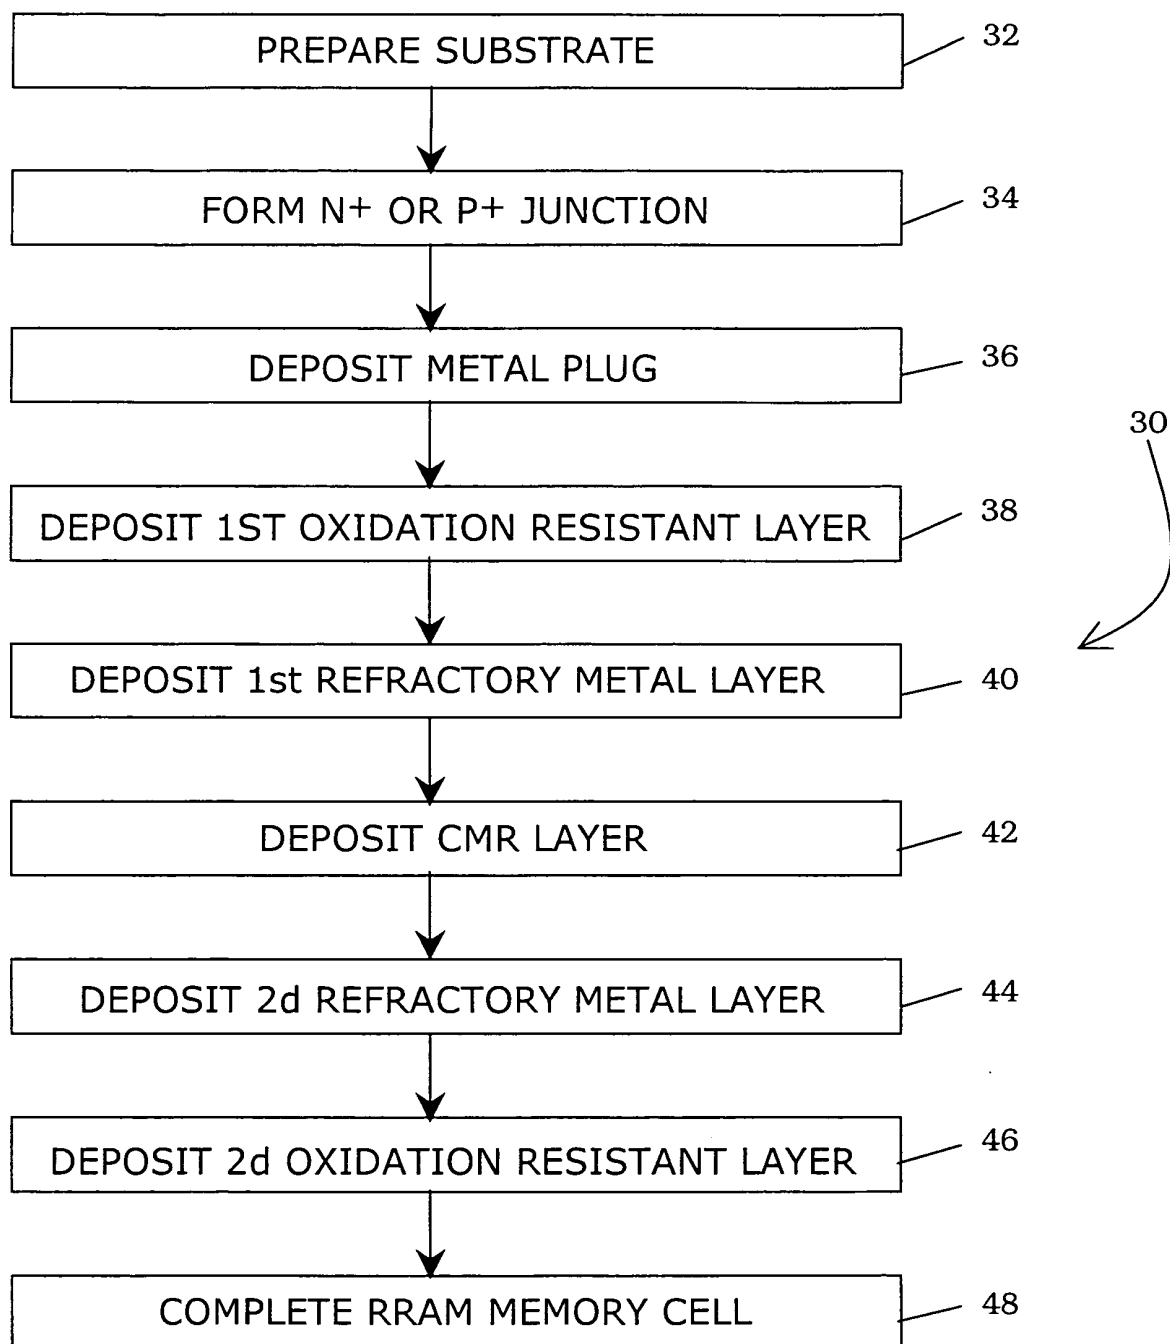 PREPARE SUBSTRATE
32
FORM N+ OR P+ JUNCTION
34
DEPOSIT METAL PLUG
36
30
DEPOSIT 1ST OXIDATION RESISTANT LAYER
38
DEPOSIT 1st REFRACTORY METAL LAYER
40
DEPOSIT CMR LAYER
42
DEPOSIT 2d REFRACTORY METAL LAYER
44
DEPOSIT 2d OXIDATION RESISTANT LAYER
46
COMPLETE RRAM MEMORY CELL
48